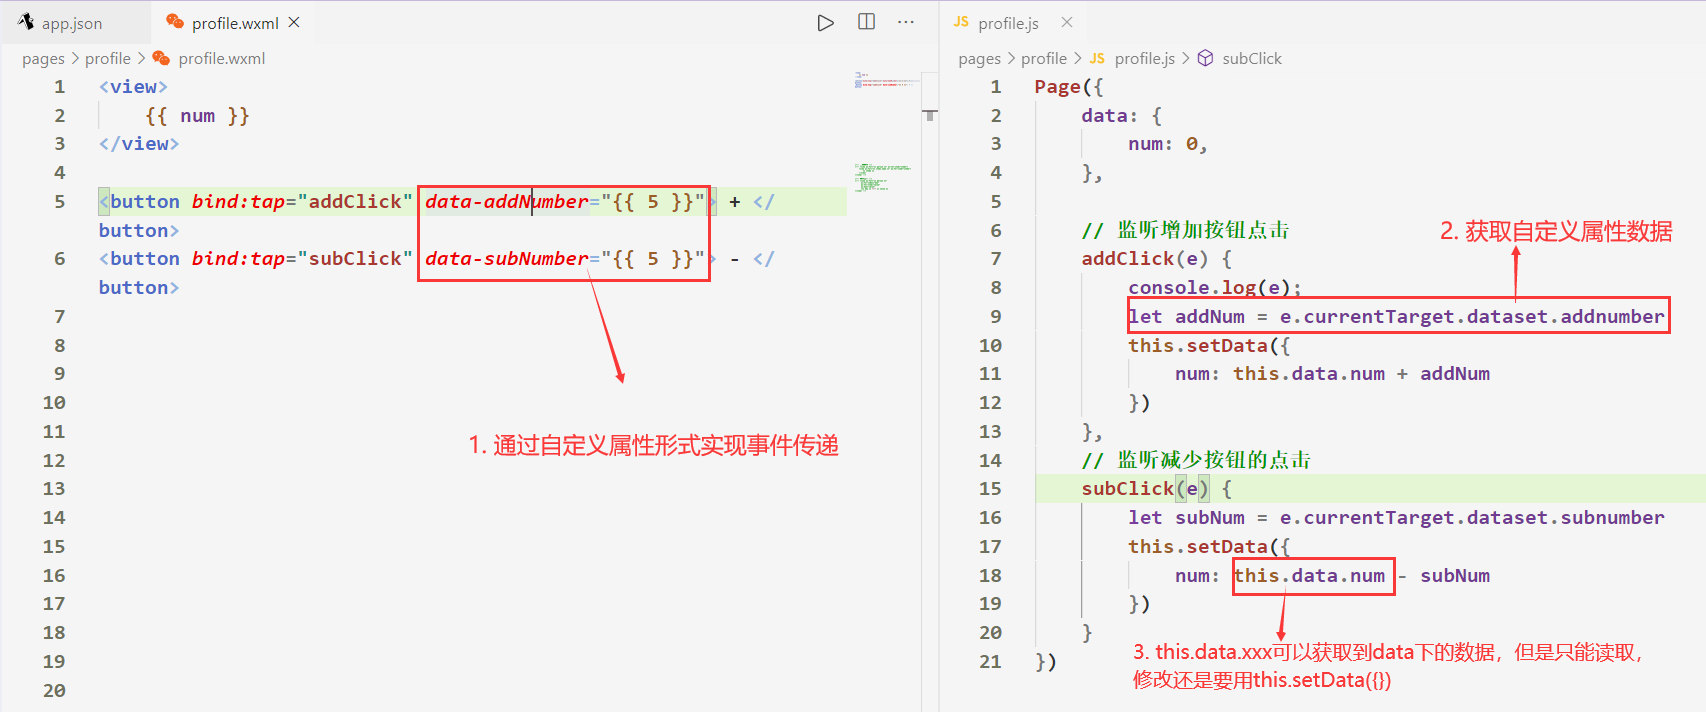 app.json
profile.wxml
pages > profile > profile.wxml
1 <view>
2 {{ num }}
3 </view>
4
5 <button bind:tap="addClick" data-addNumber="{{ 5 }}"> + </
button>
6 <button bind:tap="subClick" data-subNumber="{{ 5 }}"> - </
button>
7
8
9
10
11
12
13
14
15
16
17
18
19
20
1. 通过自定义属性形式实现事件传递
JS profile.js
pages > profile > JS profile.js > subClick
1 Page({
2 data: {
3 num: 0,
4 },
5
6 // 监听增加按钮点击
7 addClick(e) {
8 console.log(e);
9 let addNum = e.currentTarget.dataset.addnumber
10 this.setData({
11 num: this.data.num + addNum
12 })
13 },
14 // 监听减少按钮的点击
15 subClick(e) {
16 let subNum = e.currentTarget.dataset.subnumber
17 this.setData({
18 num: this.data.num - subNum
19 })
20 }
21 })
2. 获取自定义属性数据
3. this.data.xxx可以获取到data下的数据，但是只能读取，
修改还是要用this.setData({})